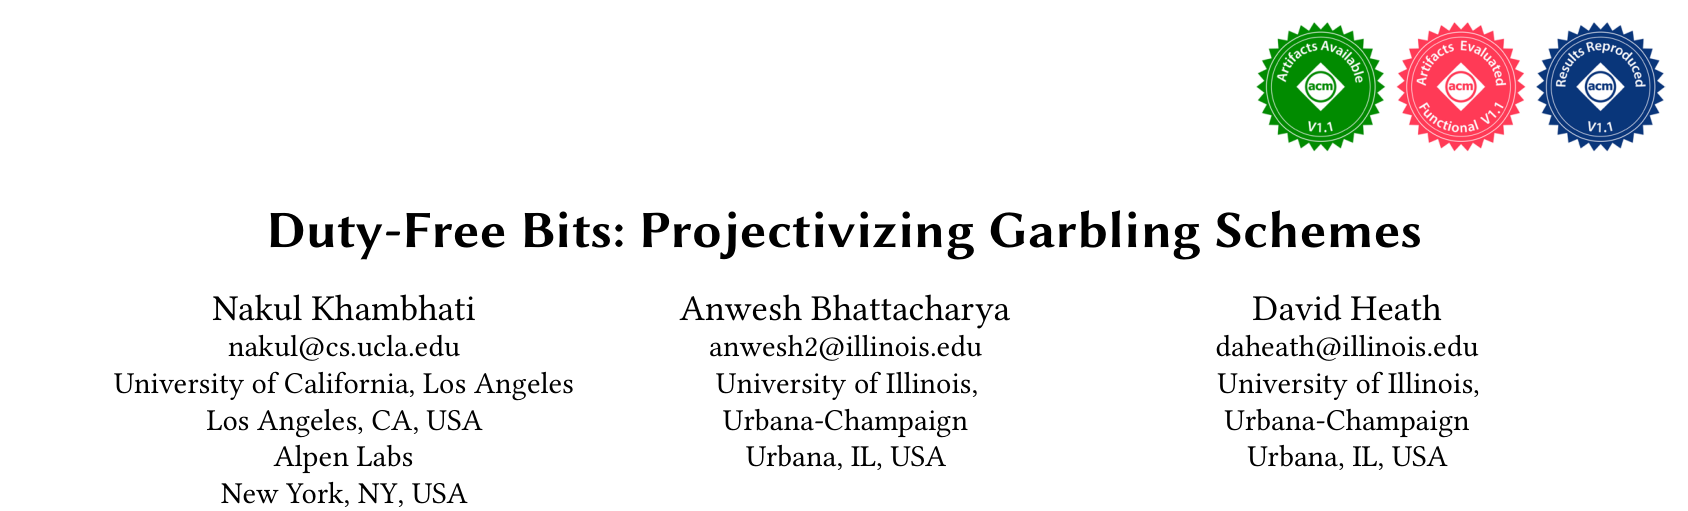 Artifacts Available
acm
V1.1
Artifacts Evaluated
acm
Functional V1.1
Results Reproduced
acm
V1.1
Duty-Free Bits: Projectivizing Garbling Schemes
Nakul Khambhati
nakul@cs.ucla.edu
University of California, Los Angeles
Los Angeles, CA, USA
Alpen Labs
New York, NY, USA
Anwesh Bhattacharya
anwesh2@illinois.edu
University of Illinois,
Urbana-Champaign
Urbana, IL, USA
David Heath
daheath@illinois.edu
University of Illinois,
Urbana-Champaign
Urbana, IL, USA